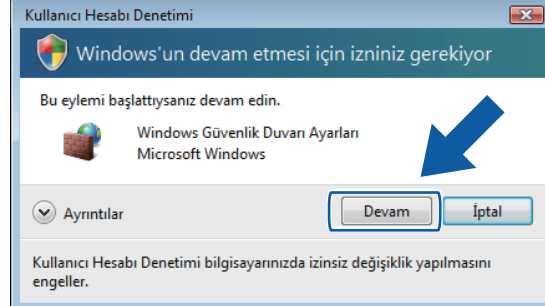 Kullanıcı Hesabı Denetimi
Windows'un devam etmesi için izniniz gerekiyor
Bu eylemi başlattıysanız devam edin.
Windows Güvenlik Duvarı Ayarları
Microsoft Windows
Ayrıntılar
Devam
İptal
Kullanıcı Hesabı Denetimi bilgisayarınızda izinsiz değişiklik yapılmasını
engeller.